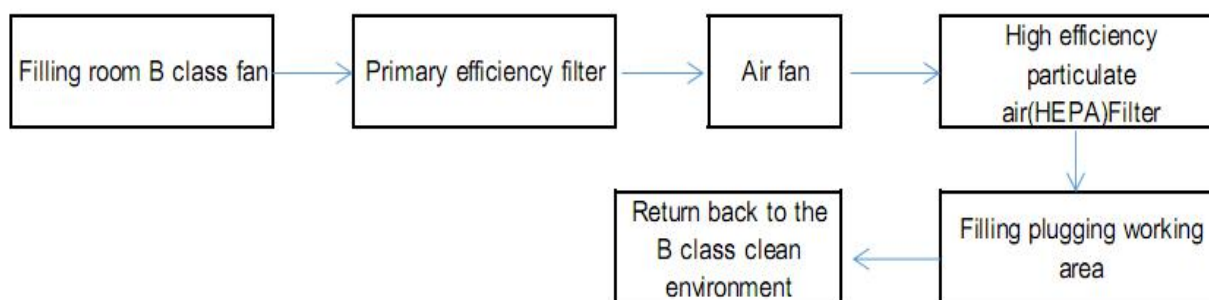 Filling room B class fan
Primary efficiency filter
Air fan
High efficiency
particulate
air(HEPA)Filter
Filling plugging working
area
Return back to the
B class clean
environment